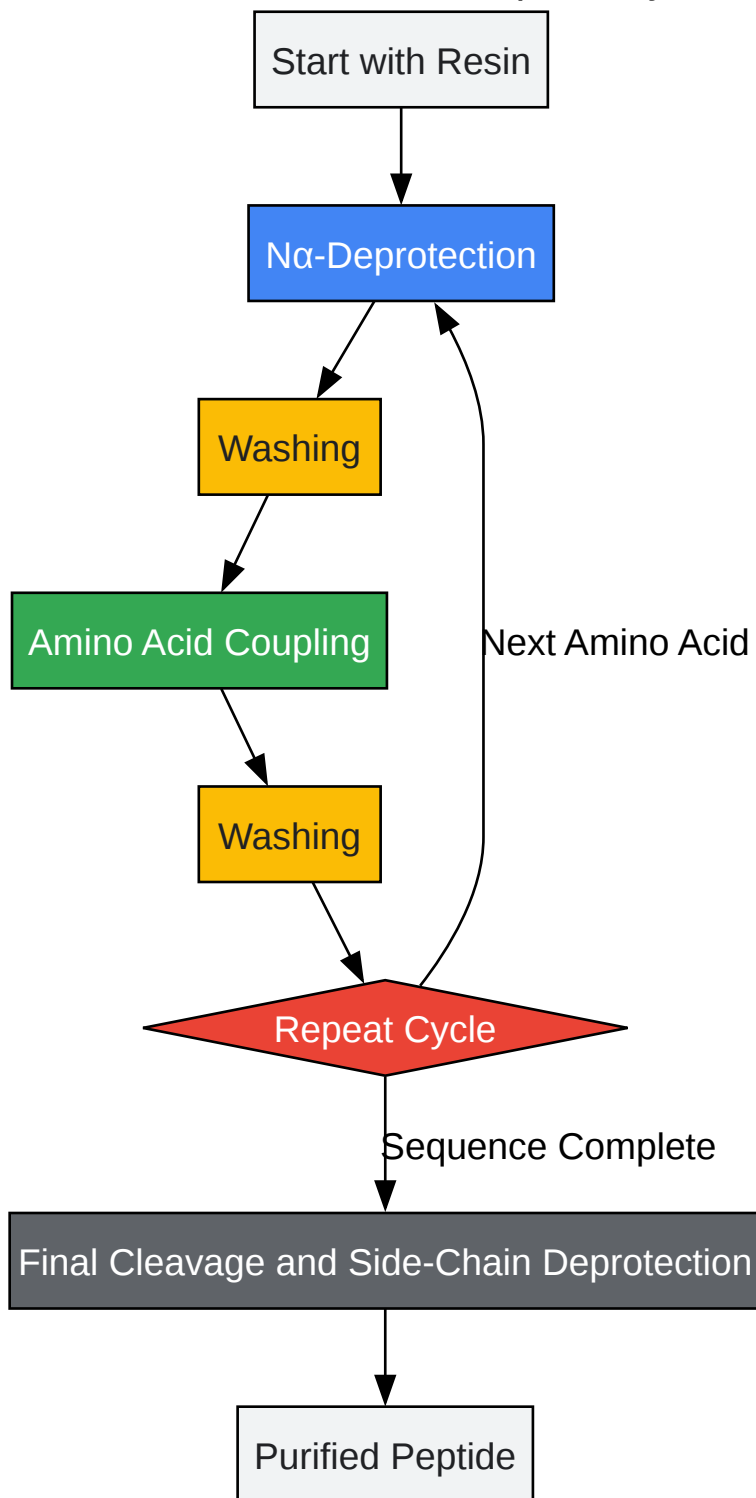 Start with Resin
Nα-Deprotection
Washing
Amino Acid Coupling
Next Amino Acid
Washing
Repeat Cycle
Sequence Complete
Final Cleavage and Side-Chain Deprotection
Purified Peptide